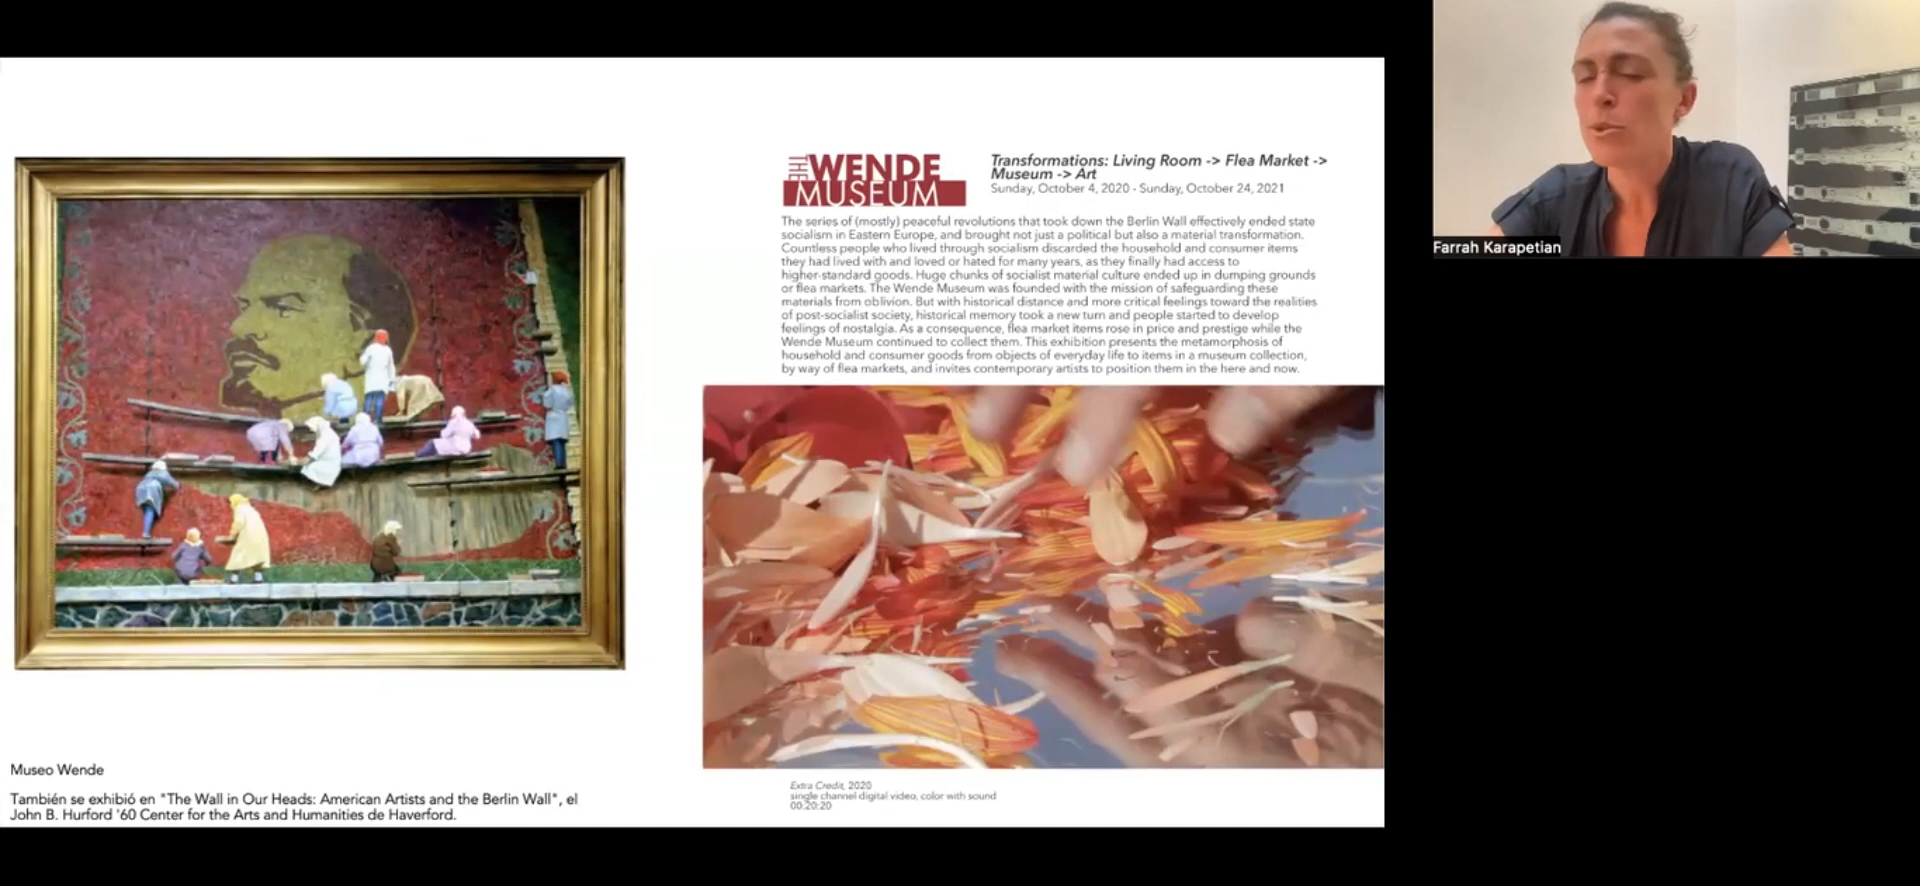 THE WENDE
MUSEUM
Transformations: Living Room -> Flea Market ->
Museum -> Art
Sunday, October 4, 2020 - Sunday, October 24, 2021
The series of (mostly) peaceful revolutions that took down the Berlin Wall effectively ended state
socialism in Eastern Europe, and brought not just a political but also a material transformation.
Countless people who lived through socialism discarded the household and consumer items
they had lived with and loved or hated for many years, as they finally had access to
higher-standard goods. Huge chunks of socialist material culture ended up in dumping grounds
or flea markets. The Wende Museum was founded with the mission of safeguarding these
materials from oblivion. But with historical distance and more critical feelings toward the realities
of post-socialist society, historical memory took a new turn and people started to develop
feelings of nostalgia. As a consequence, flea market items rose in price and prestige while the
Wende Museum continued to collect them. This exhibition presents the metamorphosis of
household and consumer goods from objects of everyday life to items in a museum collection,
by way of flea markets, and invites contemporary artists to position them in the here and now.
Extra Credit, 2020
single channel digital video, color with sound
00:20:20
Museo Wende
También se exhibió en "The Wall in Our Heads: American Artists and the Berlin Wall", el
John B. Hurford '60 Center for the Arts and Humanities de Haverford.
Farrah Karapetian